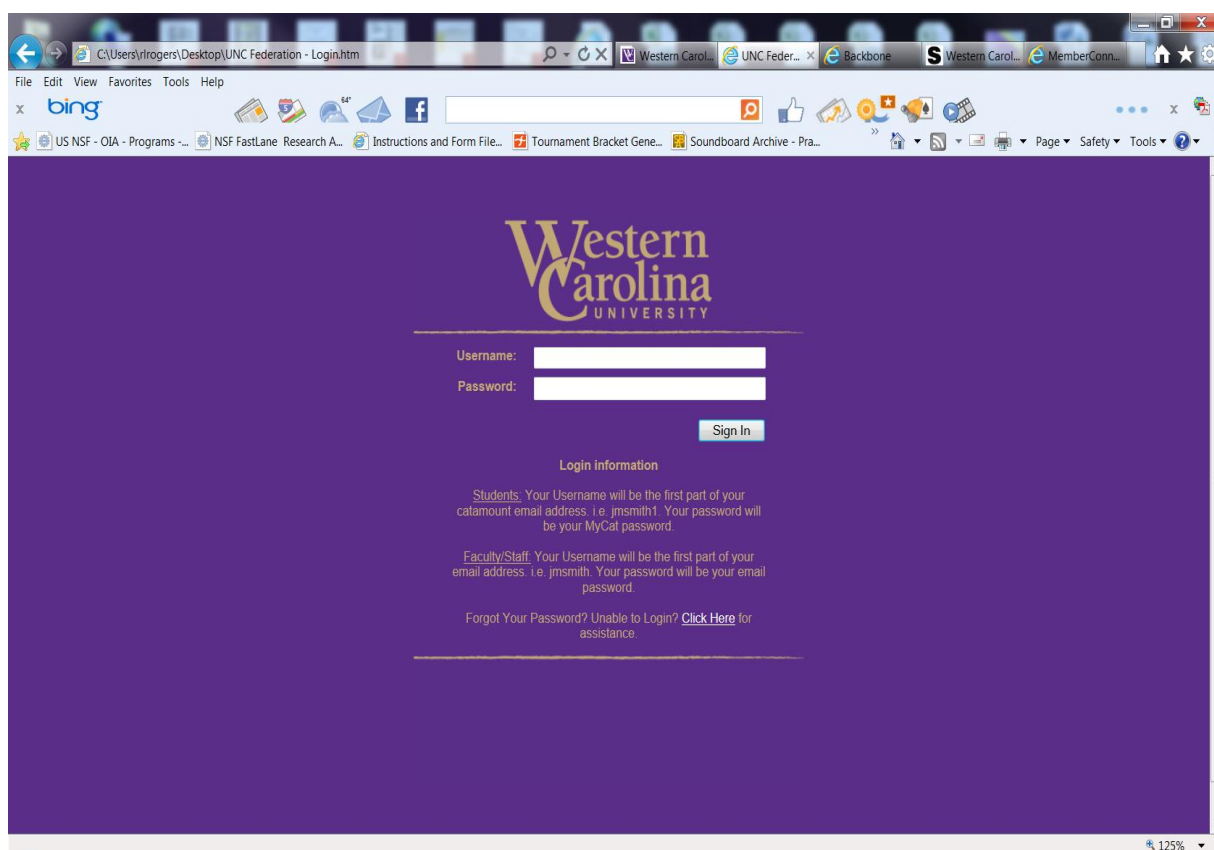 C:\Users\rlrogers\Desktop\UNC Federation - Login.htm
Western Carol...
UNC Feder...
Backbone
Western Carol...
MemberConn...
File Edit View Favorites Tools Help
x bing 64° x
US NSF - OIA - Programs -... NSF FastLane Research A... Instructions and Form File... Tournament Bracket Gene... Soundboard Archive - Pra... » Page Safety Tools
Western
Carolina
UNIVERSITY
Username:
Password:
Sign In
Login information
Students: Your Username will be the first part of your
catamount email address. i.e. jmsmith1. Your password will
be your MyCat password.
Faculty/Staff: Your Username will be the first part of your
email address. i.e. jmsmith. Your password will be your email
password.
Forgot Your Password? Unable to Login? Click Here for
assistance.
125%